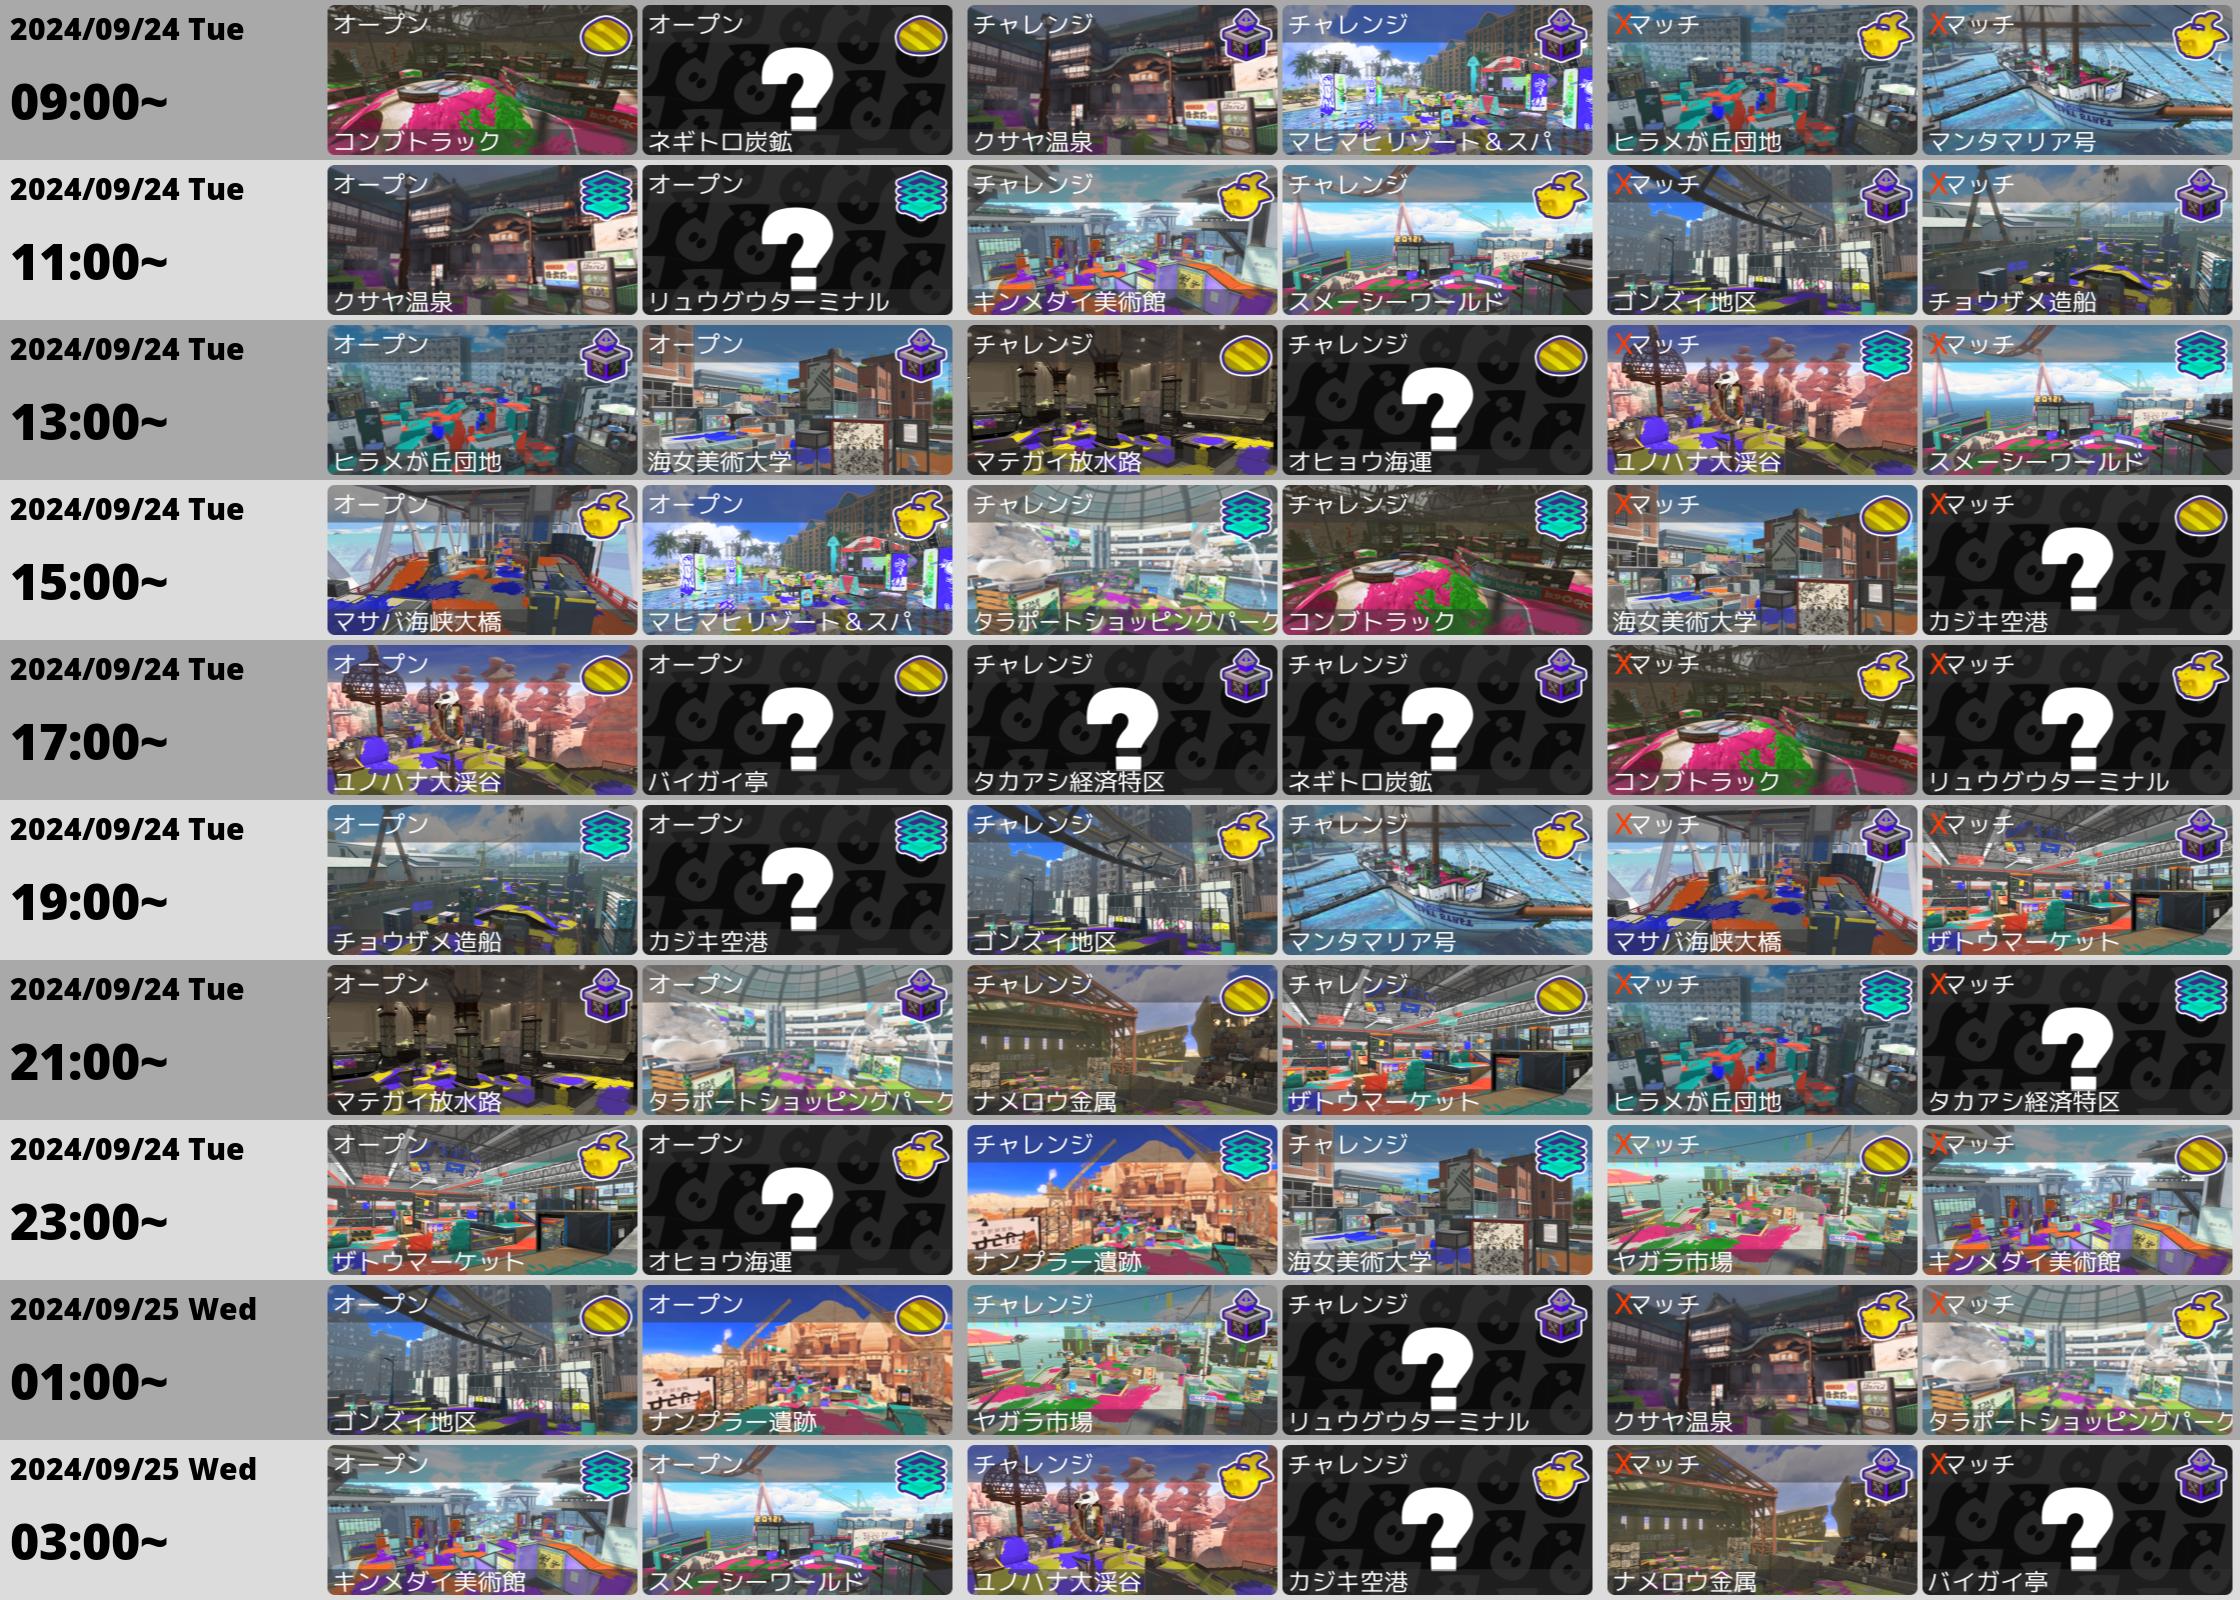 2024/09/24 Tue
09:00~
オープン
コンブトラック
オープン
ネギトロ炭鉱
チャレンジ
クサヤ温泉
チャレンジ
マヒマヒリゾート＆スパ
Xマッチ
ヒラメが丘団地
Xマッチ
マンタマリア号
2024/09/24 Tue
11:00~
オープン
クサヤ温泉
オープン
リュウグウターミナル
チャレンジ
キンメダイ美術館
チャレンジ
スメーシーワールド
Xマッチ
ゴンズイ地区
Xマッチ
チョウザメ造船
2024/09/24 Tue
13:00~
オープン
ヒラメが丘団地
オープン
海女美術大学
チャレンジ
マテガイ放水路
チャレンジ
オヒョウ海運
Xマッチ
ユノハナ大渓谷
Xマッチ
スメーシーワールド
2024/09/24 Tue
15:00~
オープン
マサバ海峡大橋
オープン
マヒマヒリゾート＆スパ
チャレンジ
タラポートショッピングパーク
チャレンジ
コンブトラック
Xマッチ
海女美術大学
Xマッチ
カジキ空港
2024/09/24 Tue
17:00~
オープン
ユノハナ大渓谷
オープン
バイガイ亭
チャレンジ
タカアシ経済特区
チャレンジ
ネギトロ炭鉱
Xマッチ
コンブトラック
Xマッチ
リュウグウターミナル
2024/09/24 Tue
19:00~
オープン
チョウザメ造船
オープン
カジキ空港
チャレンジ
ゴンズイ地区
チャレンジ
マンタマリア号
Xマッチ
マサバ海峡大橋
Xマッチ
ザトウマーケット
2024/09/24 Tue
21:00~
オープン
マテガイ放水路
オープン
タラポートショッピングパーク
チャレンジ
ナメロウ金属
チャレンジ
ザトウマーケット
Xマッチ
ヒラメが丘団地
Xマッチ
タカアシ経済特区
2024/09/24 Tue
23:00~
オープン
ザトウマーケット
オープン
オヒョウ海運
チャレンジ
ナンプラー遺跡
チャレンジ
海女美術大学
Xマッチ
ヤガラ市場
Xマッチ
キンメダイ美術館
2024/09/25 Wed
01:00~
オープン
ゴンズイ地区
オープン
ナンプラー遺跡
チャレンジ
ヤガラ市場
チャレンジ
リュウグウターミナル
Xマッチ
クサヤ温泉
Xマッチ
タラポートショッピングパーク
2024/09/25 Wed
03:00~
オープン
キンメダイ美術館
オープン
スメーシーワールド
チャレンジ
ユノハナ大渓谷
チャレンジ
カジキ空港
Xマッチ
ナメロウ金属
Xマッチ
バイガイ亭